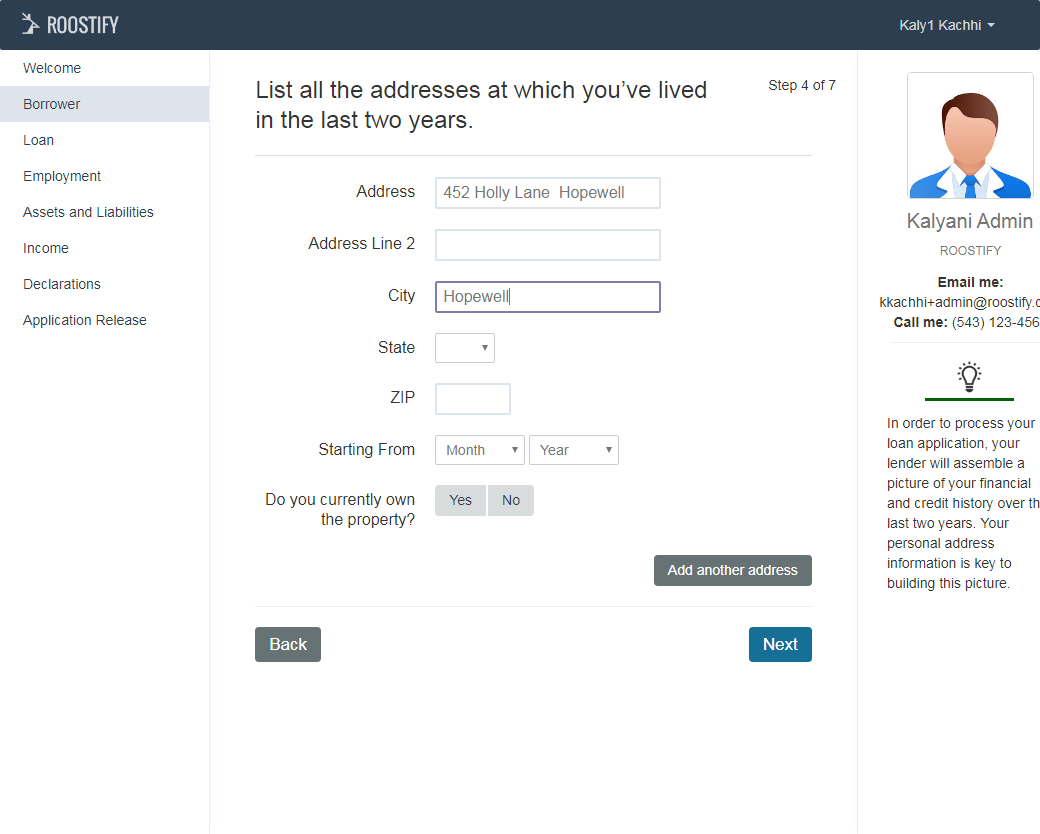 ROOSTIFY
Kaly1 Kachhi
Welcome
Borrower
Loan
Employment
Assets and Liabilities
Income
Declarations
Application Release
List all the addresses at which you’ve lived
in the last two years.
Step 4 of 7
Address
452 Holly Lane  Hopewell
Address Line 2
City
Hopewell
State
ZIP
Starting From
Month
Year
Do you currently own
the property?
Yes
No
Add another address
Back
Next
Kalyani Admin
ROOSTIFY
Email me:
kkachhi+admin@roostify.c
Call me: (543) 123-456
In order to process your
loan application, your
lender will assemble a
picture of your financial
and credit history over th
last two years. Your
personal address
information is key to
building this picture.